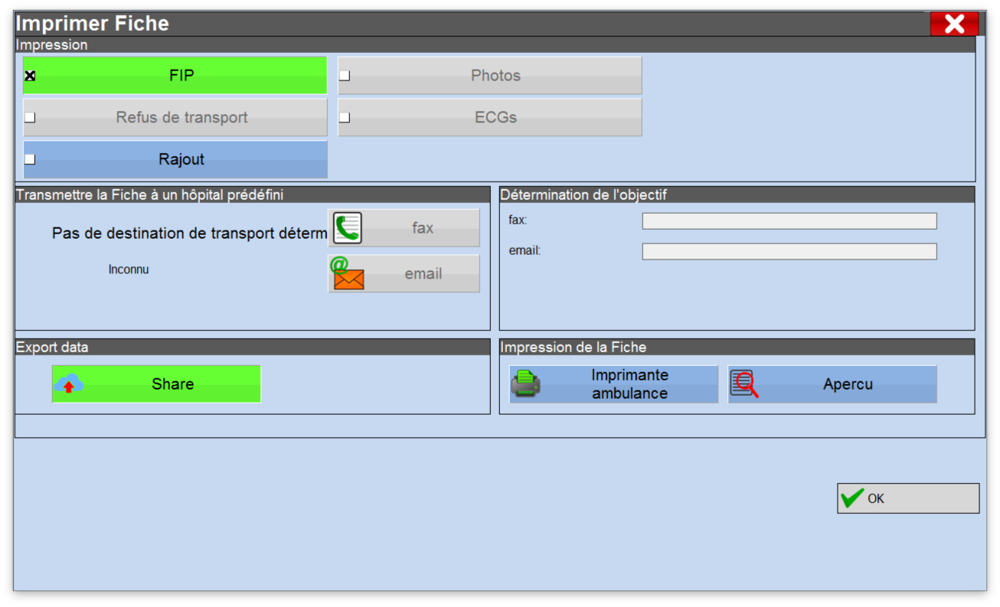 Imprimer Fiche
Impression
FIP
Photos
Refus de transport
ECGs
Rajout
Transmettre la Fiche à un hôpital prédéfini
Pas de destination de transport déterm
fax
Inconnu
email
Détermination de l'objectif
fax:
email:
Export data
Share
Impression de la Fiche
Imprimante
ambulance
Apercu
OK